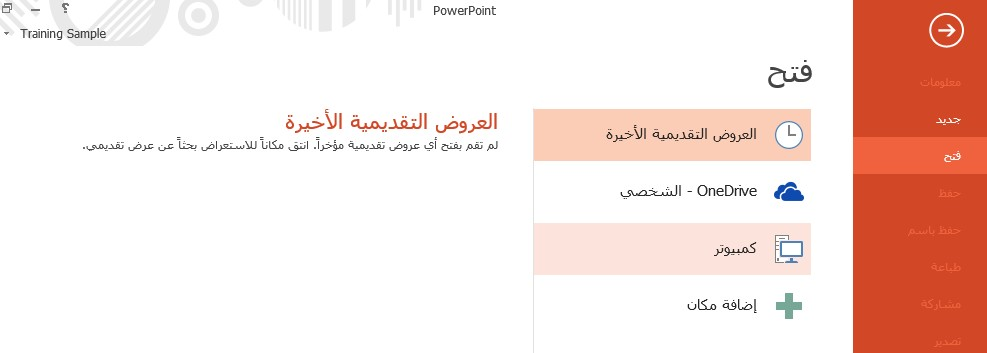 PowerPoint
Training Sample
معلومات
جديد
فتح
حفظ
حفظ باسم
طباعة
مشاركة
تصدير
فتح
العروض التقديمية الأخيرة
OneDrive - الشخصي
كمبيوتر
إضافة مكان
العروض التقديمية الأخيرة
لم تقم بفتح أي عروض تقديمية مؤخراً. انتق مكاناً للاستعراض بحثاً عن عرض تقديمي.